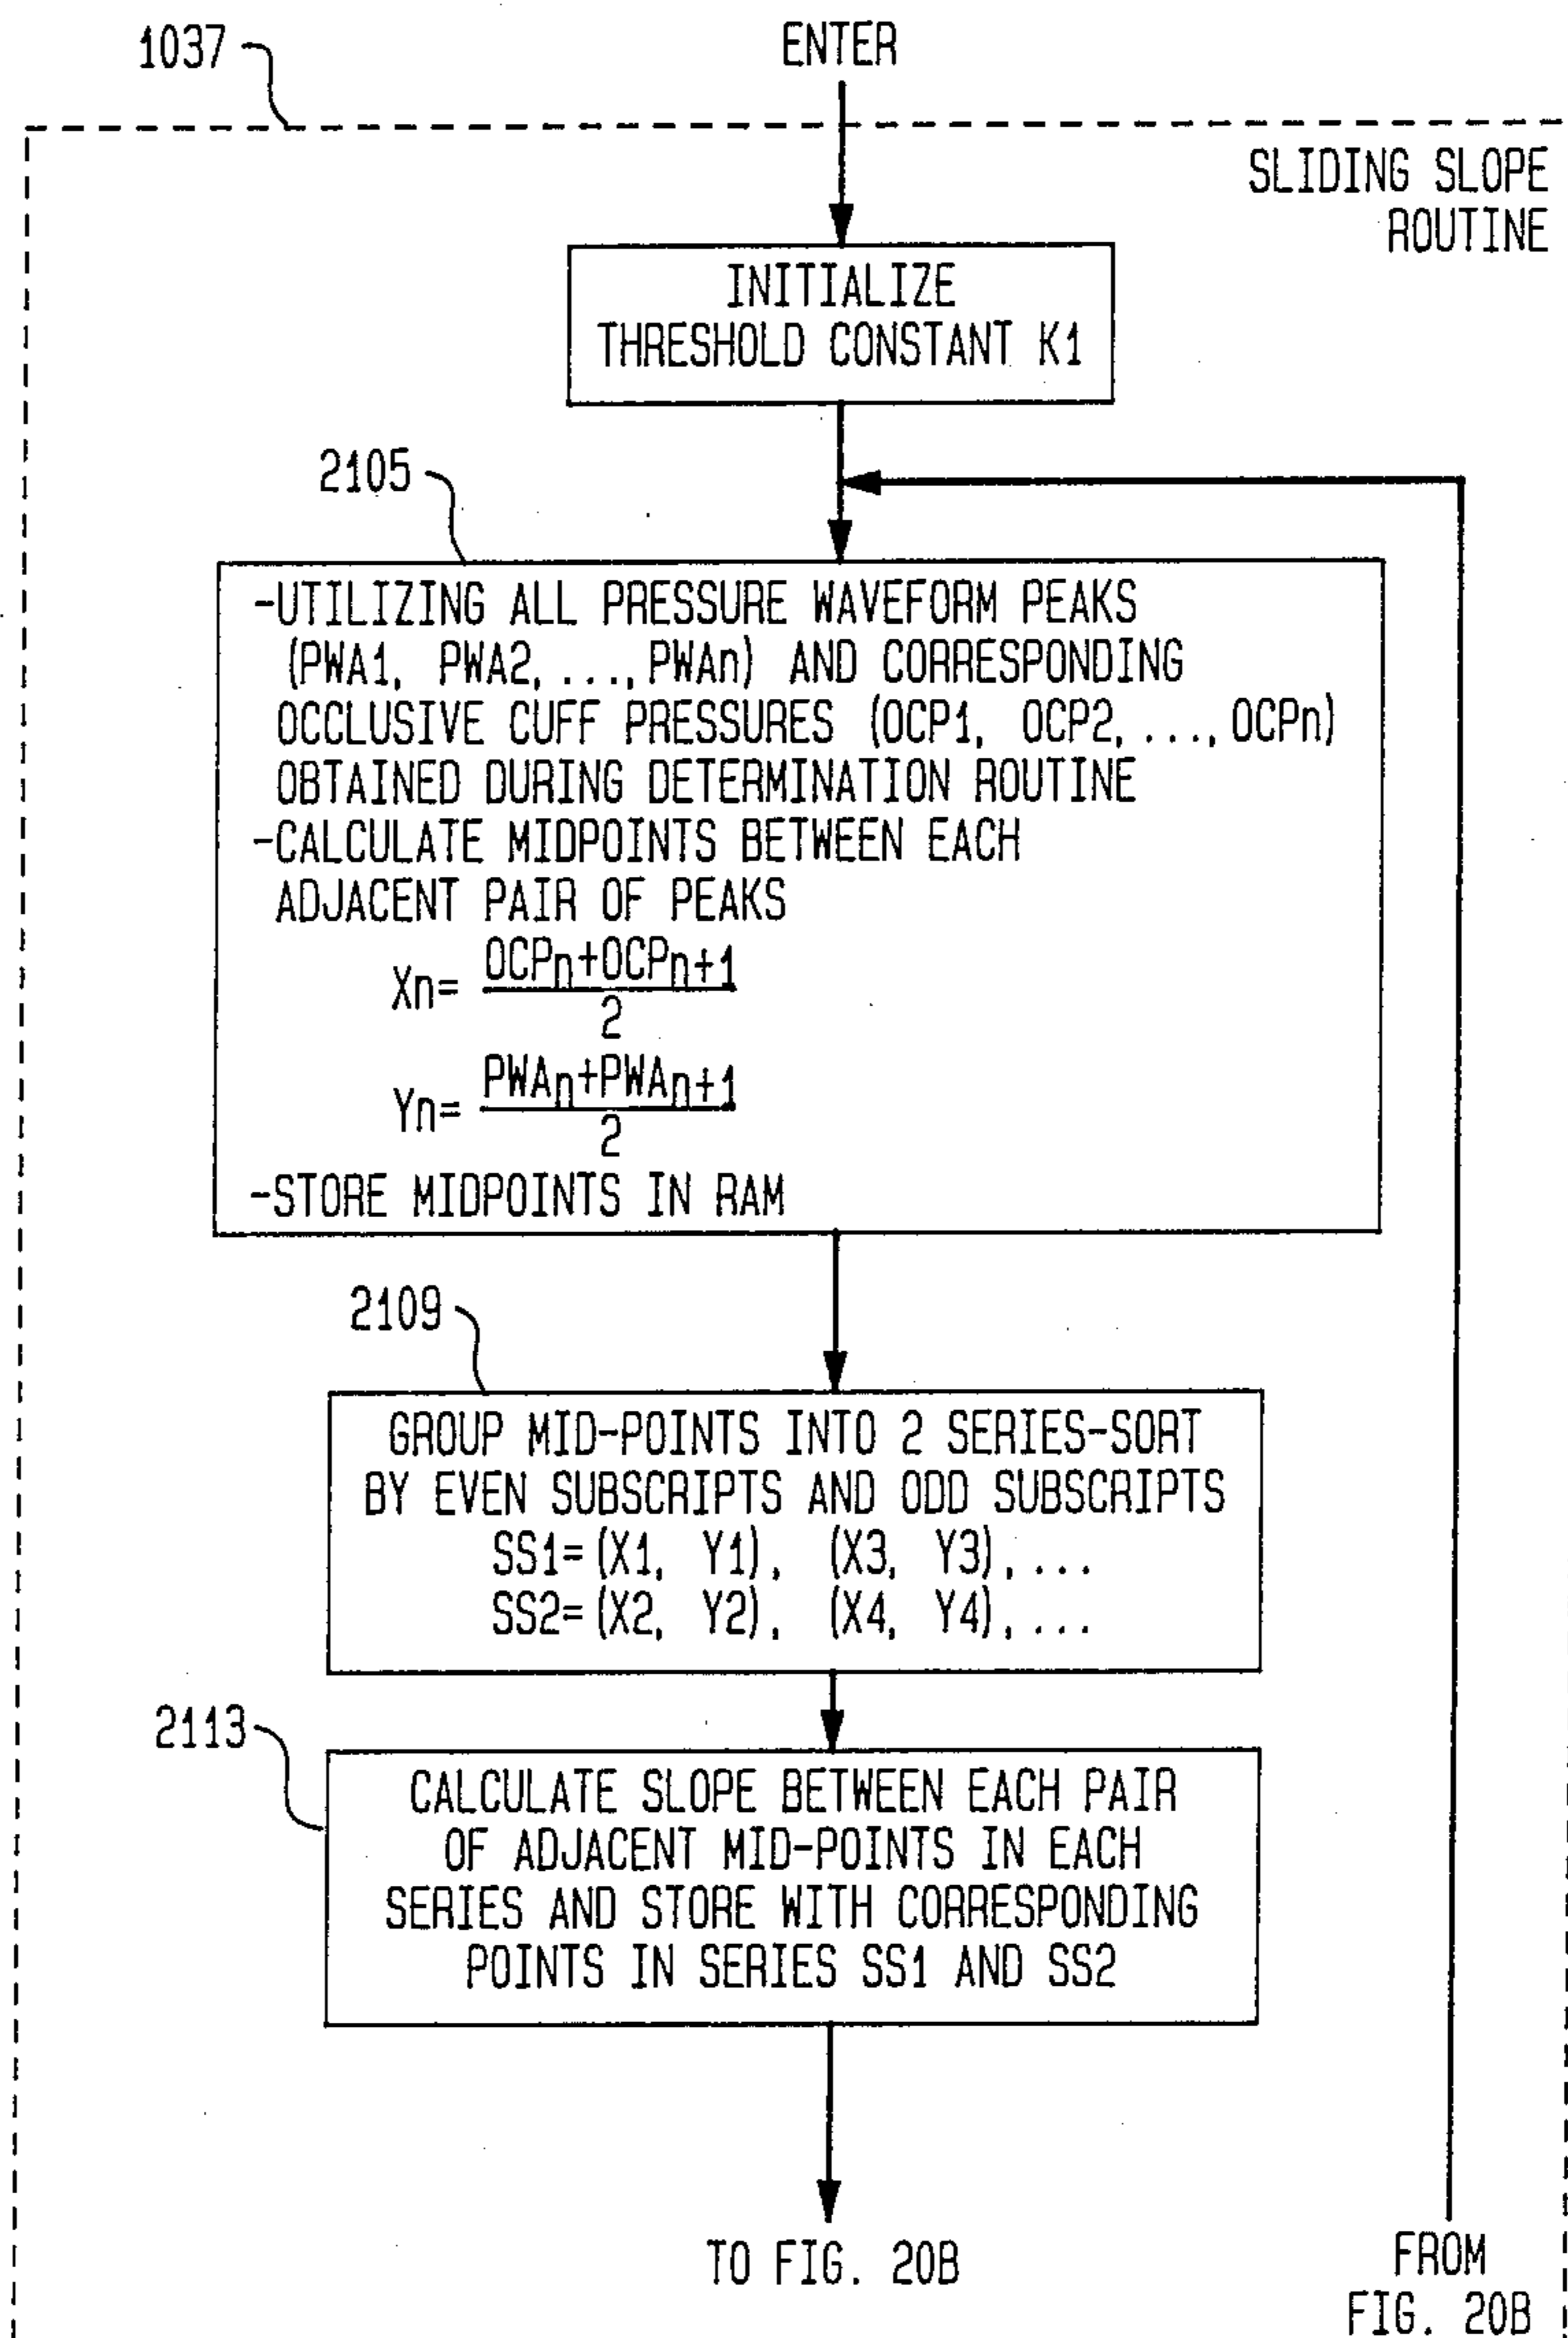 1037
ENTER
SLIDING SLOPE
ROUTINE
INITIALIZE
THRESHOLD CONSTANT K1
2105
-UTILIZING ALL PRESSURE WAVEFORM PEAKS
(PWA1, PWA2, ..., PWAn) AND CORRESPONDING
OCCLUSIVE CUFF PRESSURES (OCP1, OCP2, ..., OCPn)
OBTAINED DURING DETERMINATION ROUTINE
-CALCULATE MIDPOINTS BETWEEN EACH
ADJACENT PAIR OF PEAKS
Xn= OCPn+OCPn+1
2
Yn= PWAn+PWAn+1
2
-STORE MIDPOINTS IN RAM
2109
GROUP MID-POINTS INTO 2 SERIES-SORT
BY EVEN SUBSCRIPTS AND ODD SUBSCRIPTS
SS1=(X1, Y1), (X3, Y3), ...
SS2=(X2, Y2), (X4, Y4), ...
2113
CALCULATE SLOPE BETWEEN EACH PAIR
OF ADJACENT MID-POINTS IN EACH
SERIES AND STORE WITH CORRESPONDING
POINTS IN SERIES SS1 AND SS2
TO FIG. 20B
FROM
FIG. 20B